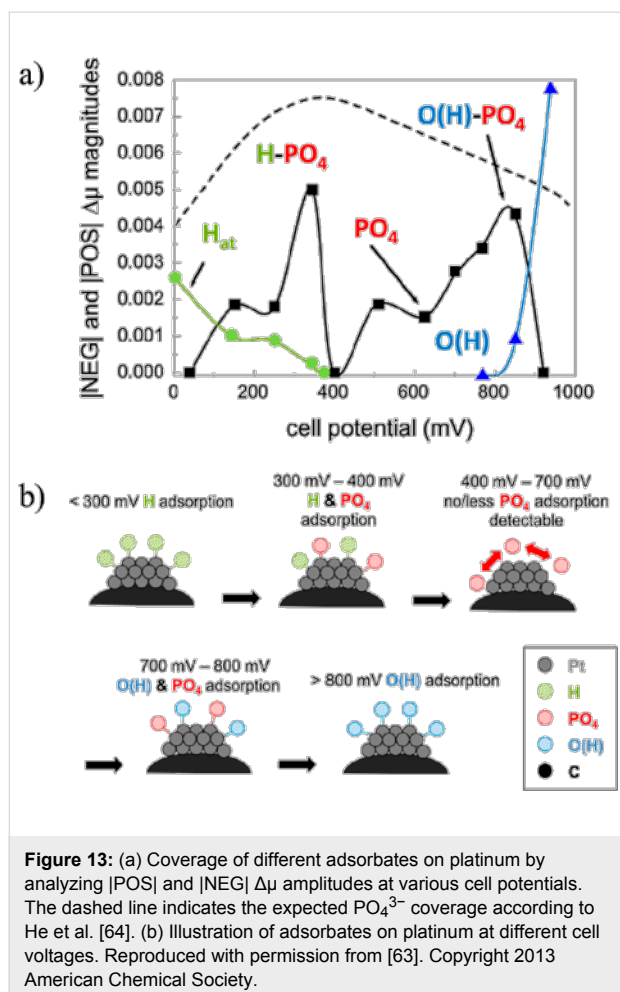 a)
|NEG| and |POS| Δμ magnitudes
0.008
0.007
0.006
0.005
0.004
0.003
0.002
0.001
0.000
O(H)-PO₄
H-PO₄
H_at
PO₄
O(H)
0 200 400 600 800 1000
cell potential (mV)
b)
< 300 mV H adsorption
300 mV – 400 mV
H & PO₄
adsorption
400 mV – 700 mV
no/less PO₄ adsorption
detectable
700 mV – 800 mV
O(H) & PO₄ adsorption
> 800 mV O(H) adsorption
Pt
H
PO₄
O(H)
C
Figure 13: (a) Coverage of different adsorbates on platinum by
analyzing |POS| and |NEG| Δμ amplitudes at various cell potentials.
The dashed line indicates the expected PO₄³⁻ coverage according to
He et al. [64]. (b) Illustration of adsorbates on platinum at different cell
voltages. Reproduced with permission from [63]. Copyright 2013
American Chemical Society.